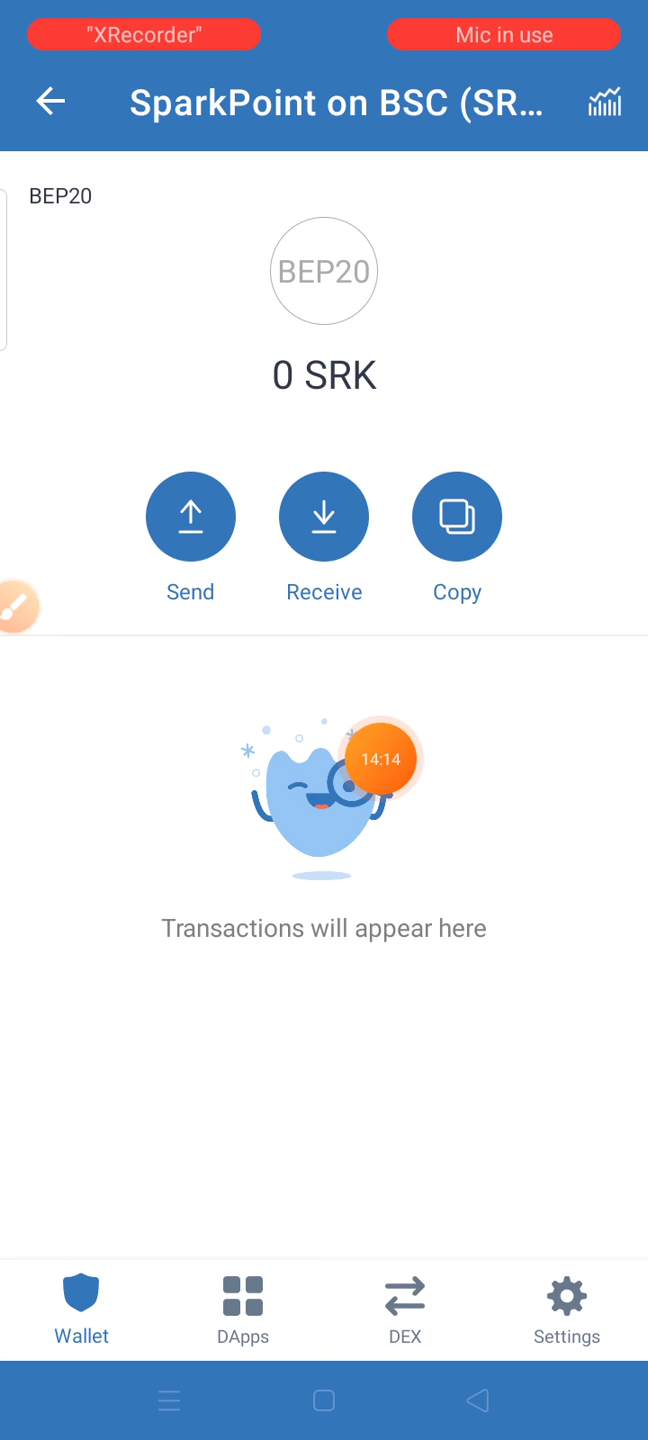 "XRecorder"
Mic in use
SparkPoint on BSC (SR...
BEP20
BEP20
0 SRK
Send
Receive
Copy
14:14
Transactions will appear here
Wallet
DApps
DEX
Settings